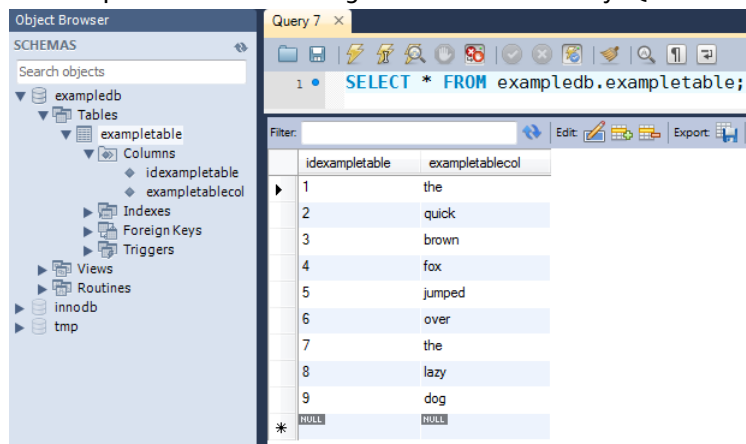 Object Browser
SCHEMAS
Search objects
exampledb
Tables
exampletable
Columns
idexampletable
exampletablecol
Indexes
Foreign Keys
Triggers
Views
Routines
innodb
tmp
Query 7
1 SELECT * FROM exampledb.exampletable;
Filter: Edit: Export:
idexampletable exampletablecol
1 the
2 quick
3 brown
4 fox
5 jumped
6 over
7 the
8 lazy
9 dog
NULL NULL